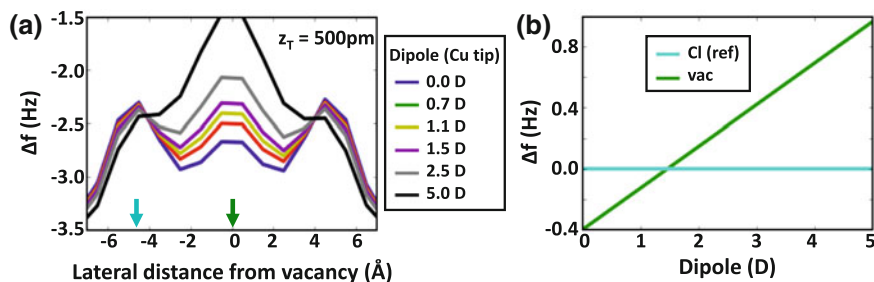 (a)
-1.5
-2.0
-2.5
-3.0
-3.5
Δf (Hz)
zT = 500pm
-6 -4 -2 0 2 4 6
Lateral distance from vacancy (Å)
Dipole (Cu tip)
0.0 D
0.7 D
1.1 D
1.5 D
2.5 D
5.0 D
(b)
0.8
0.4
0.0
-0.4
Δf (Hz)
Cl (ref)
vac
0 1 2 3 4 5
Dipole (D)